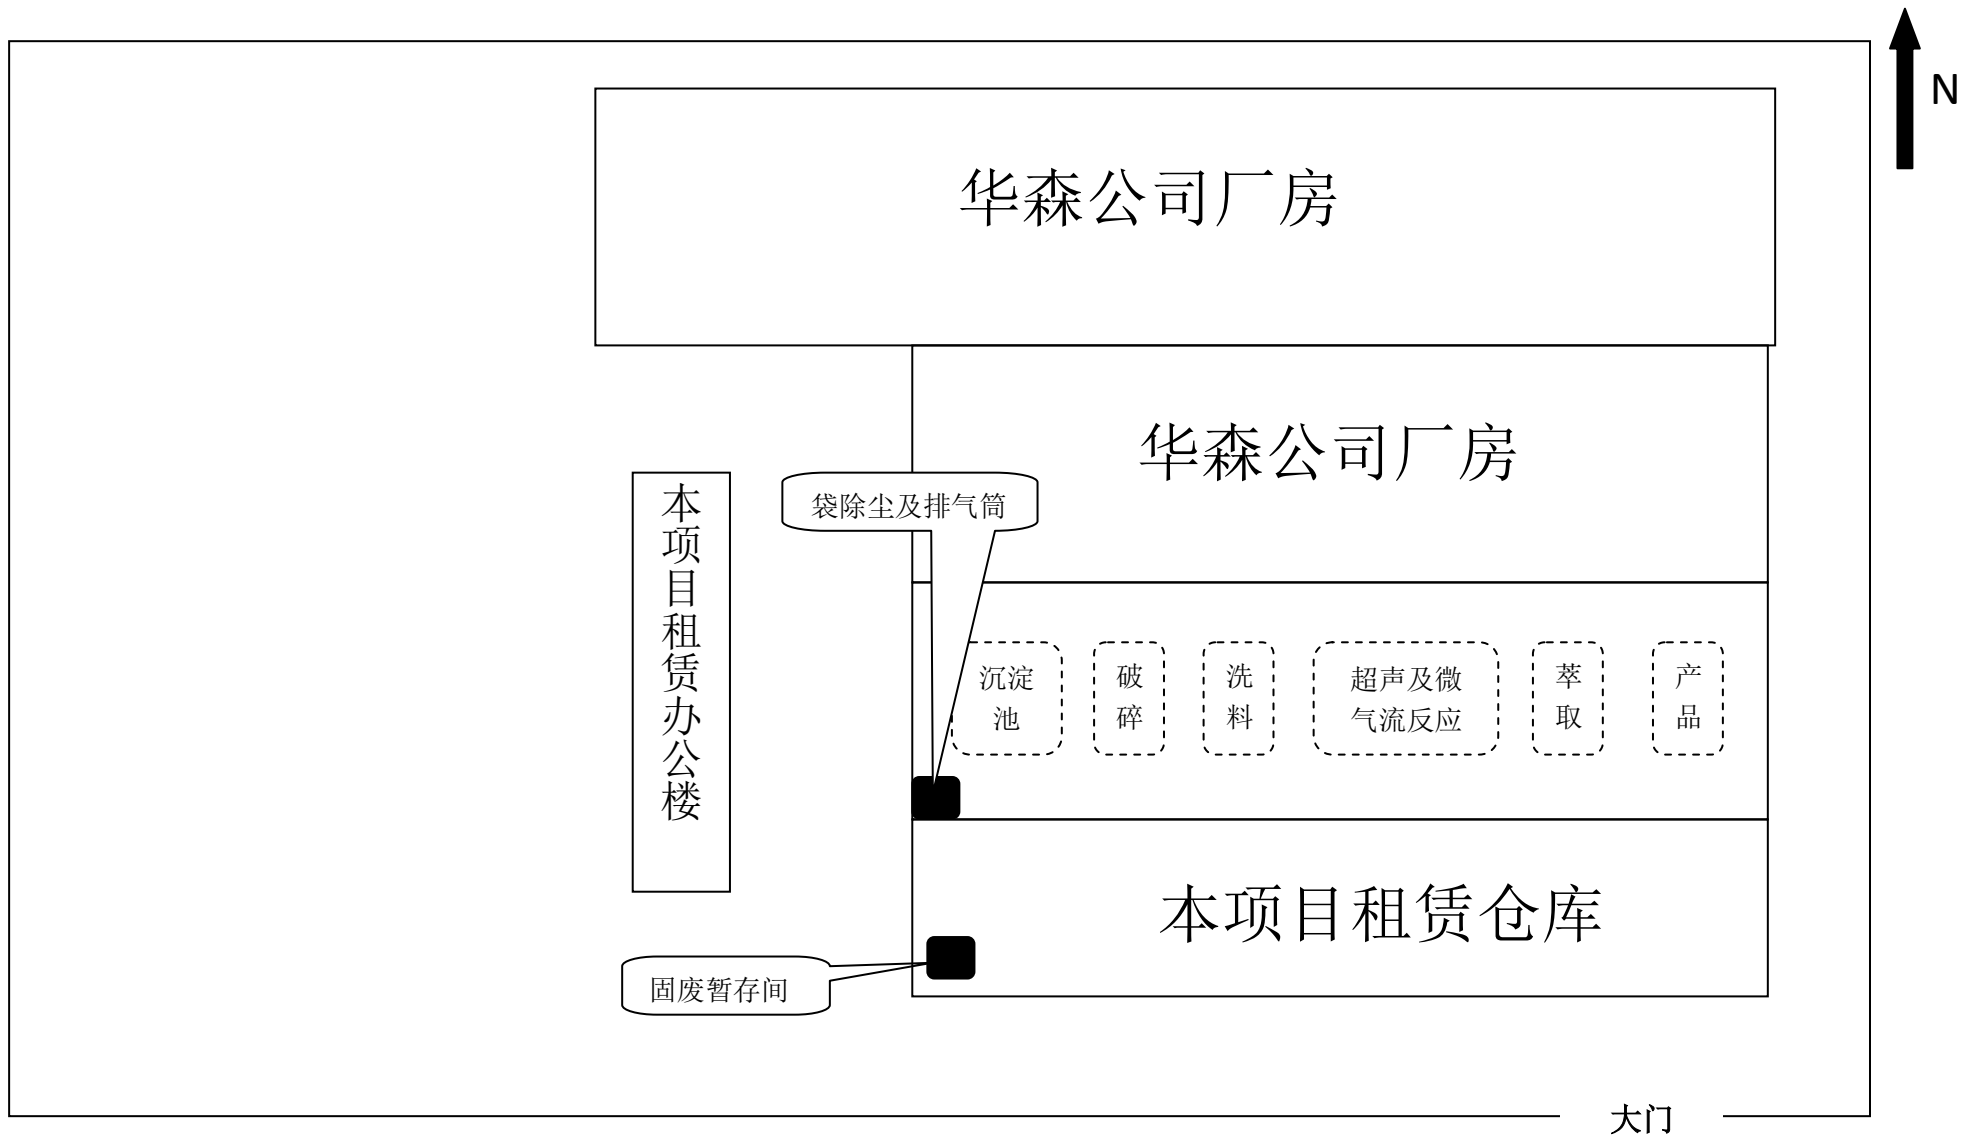 N
华森公司厂房
华森公司厂房
本项目租赁办公楼
袋除尘及排气筒
沉淀
池
破
碎
洗
料
超声及微
气流反应
萃
取
产
品
本项目租赁仓库
固废暂存间
大门